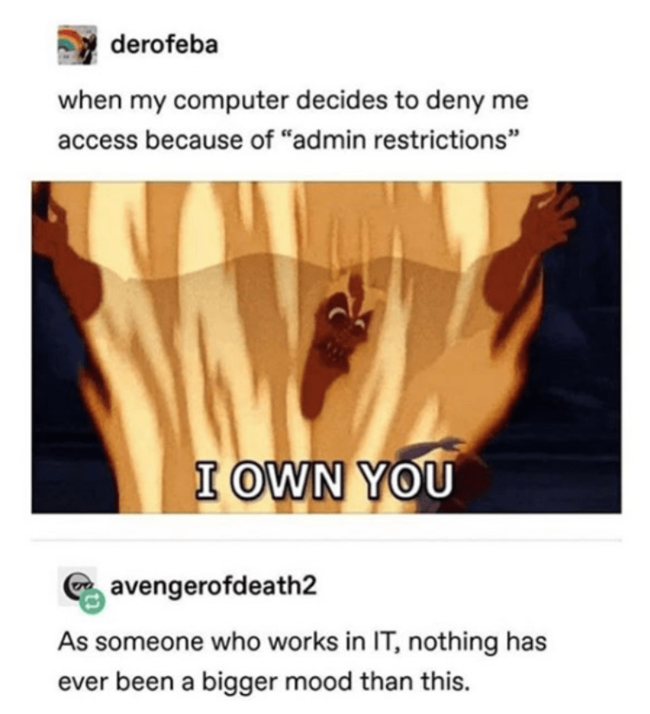 derofeba
when my computer decides to deny me
access because of “admin restrictions”
I OWN YOU
avengerofdeath2
As someone who works in IT, nothing has
ever been a bigger mood than this.